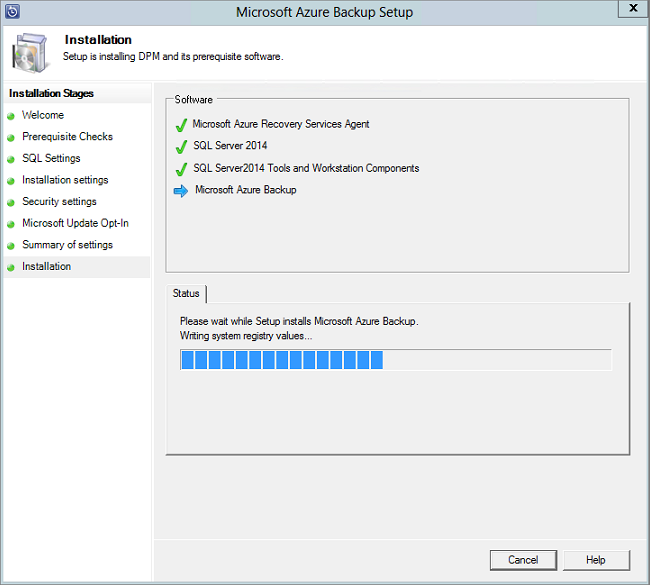 Microsoft Azure Backup Setup
X
Installation
Setup is installing DPM and its prerequisite software.
Installation Stages
Welcome
Prerequisite Checks
SQL Settings
Installation settings
Security settings
Microsoft Update Opt-In
Summary of settings
Installation
Software
Microsoft Azure Recovery Services Agent
SQL Server 2014
SQL Server2014 Tools and Workstation Components
Microsoft Azure Backup
Status
Please wait while Setup installs Microsoft Azure Backup.
Writing system registry values...
Cancel
Help